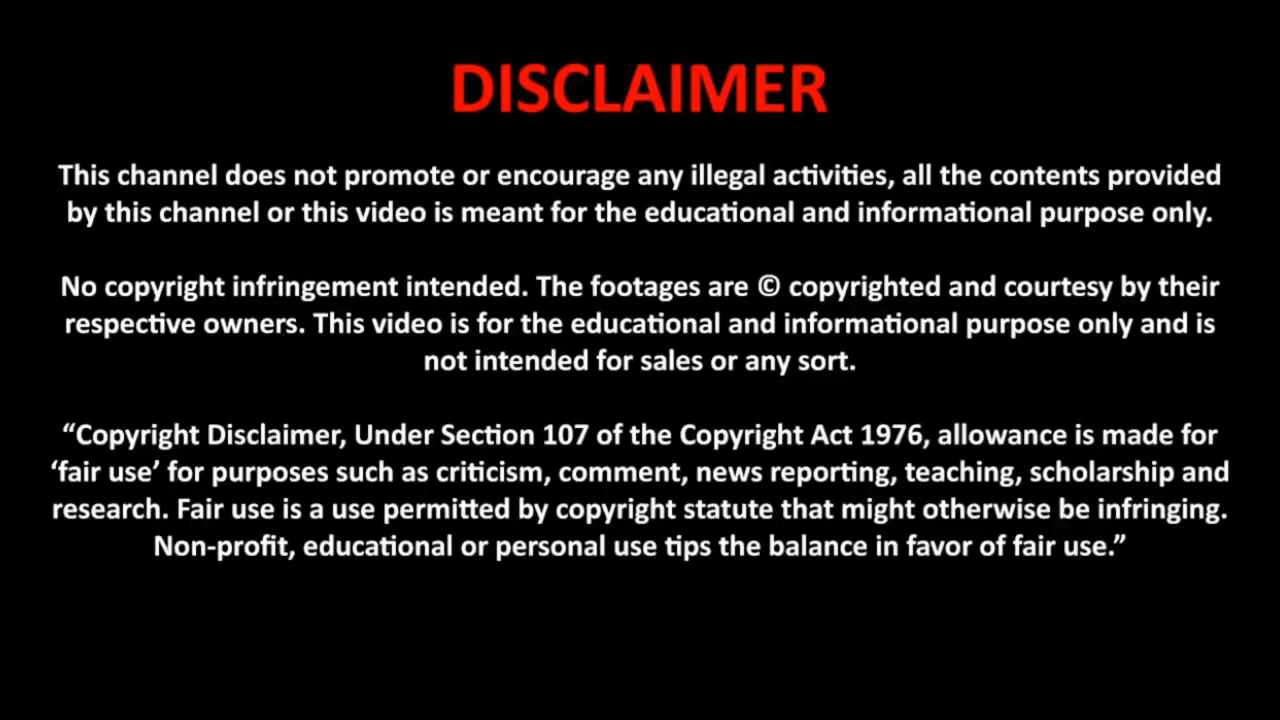 DISCLAIMER
This channel does not promote or encourage any illegal activities, all the contents provided
by this channel or this video is meant for the educational and informational purpose only.
No copyright infringement intended. The footages are © copyrighted and courtesy by their
respective owners. This video is for the educational and informational purpose only and is
not intended for sales or any sort.
“Copyright Disclaimer, Under Section 107 of the Copyright Act 1976, allowance is made for
‘fair use’ for purposes such as criticism, comment, news reporting, teaching, scholarship and
research. Fair use is a use permitted by copyright statute that might otherwise be infringing.
Non-profit, educational or personal use tips the balance in favor of fair use.”